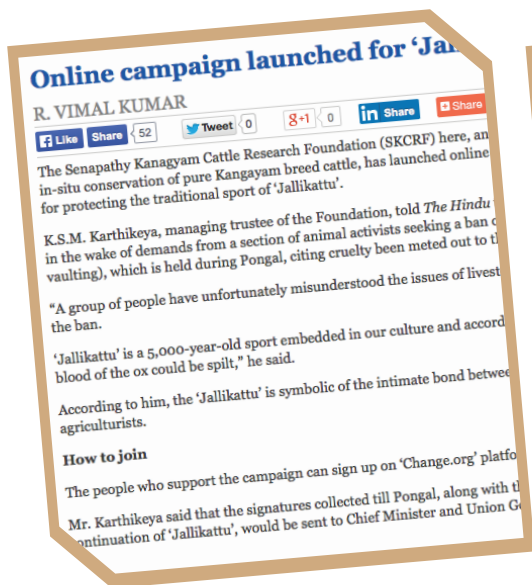 Online campaign launched for ‘Jal
R. VIMAL KUMAR
Like Share 52 Tweet 0 g+1 0 in Share Share
The Senapathy Kanagyam Cattle Research Foundation (SKCRF) here, an
in-situ conservation of pure Kangayam breed cattle, has launched online
for protecting the traditional sport of ‘Jallikattu’.
K.S.M. Karthikeya, managing trustee of the Foundation, told The Hindu
in the wake of demands from a section of animal activists seeking a ban
vaulting), which is held during Pongal, citing cruelty been meted out to
“A group of people have unfortunately misunderstood the issues of livest
the ban.
‘Jallikattu’ is a 5,000-year-old sport embedded in our culture and accord
blood of the ox could be spilt,” he said.
According to him, the ‘Jallikattu’ is symbolic of the intimate bond betwee
agriculturists.
How to join
The people who support the campaign can sign up on ‘Change.org’ platfo
Mr. Karthikeya said that the signatures collected till Pongal, along with th
ontinuation of ‘Jallikattu’, would be sent to Chief Minister and Union G